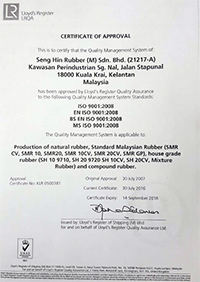 Lloyd's Register
LRQA
CERTIFICATE OF APPROVAL
This is to certify that the Quality Management System of:
Seng Hin Rubber (M) Sdn. Bhd. (21217-A)
Kawasan Perindustrian Sg. Nal, Jalan Stapunal
18000 Kuala Krai, Kelantan
Malaysia
has been approved by Lloyd's Register Quality Assurance
to the following Quality Management System Standards:
ISO 9001:2008
EN ISO 9001:2008
BS EN ISO 9001:2008
MS ISO 9001:2008
The Quality Management System is applicable to:
Production of natural rubber, Standard Malaysian Rubber (SMR
CV, SMR 10, SMR20, SMR 10CV, SMR 20CV, SMR GP), house grade
rubber (SH 10 9710, SH 20 9720 SH 10CV, SH 20CV, Mixture
Rubber) and compound rubber.
Approval
Certificate No: KLR 0500387
Original Approval: 30 July 2007
Current Certificate: 30 July 2016
Certificate Expiry: 14 September 2018
Issued by: Lloyd's Register of Shipping (M) Bhd
for and on behalf of Lloyd's Register Quality Assurance Ltd.